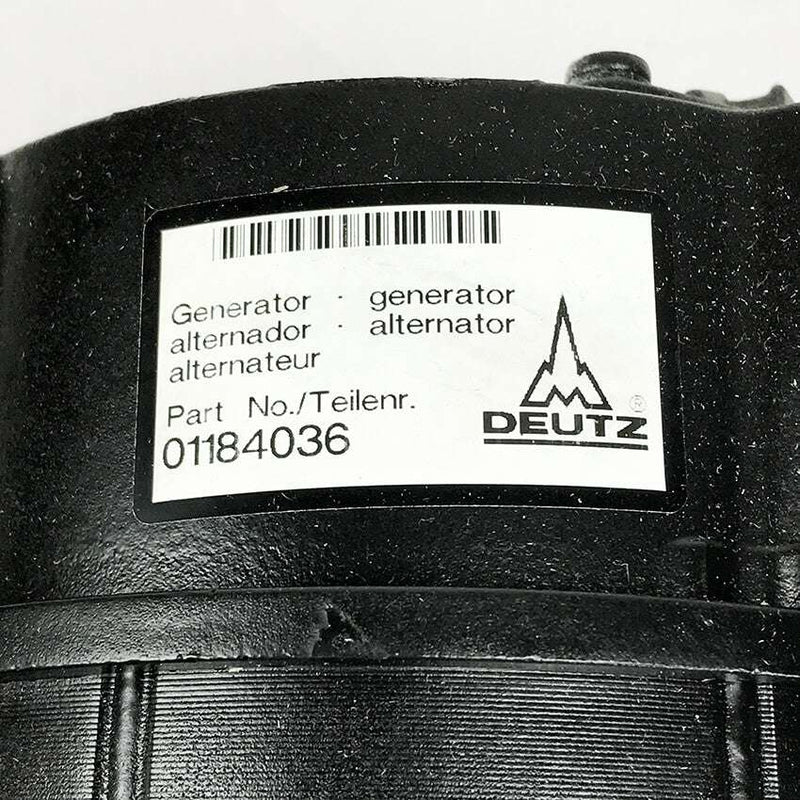 Generator · generator
alternador · alternator
alternateur
Part No./Teilenr.
01184036
DEUTZ ®